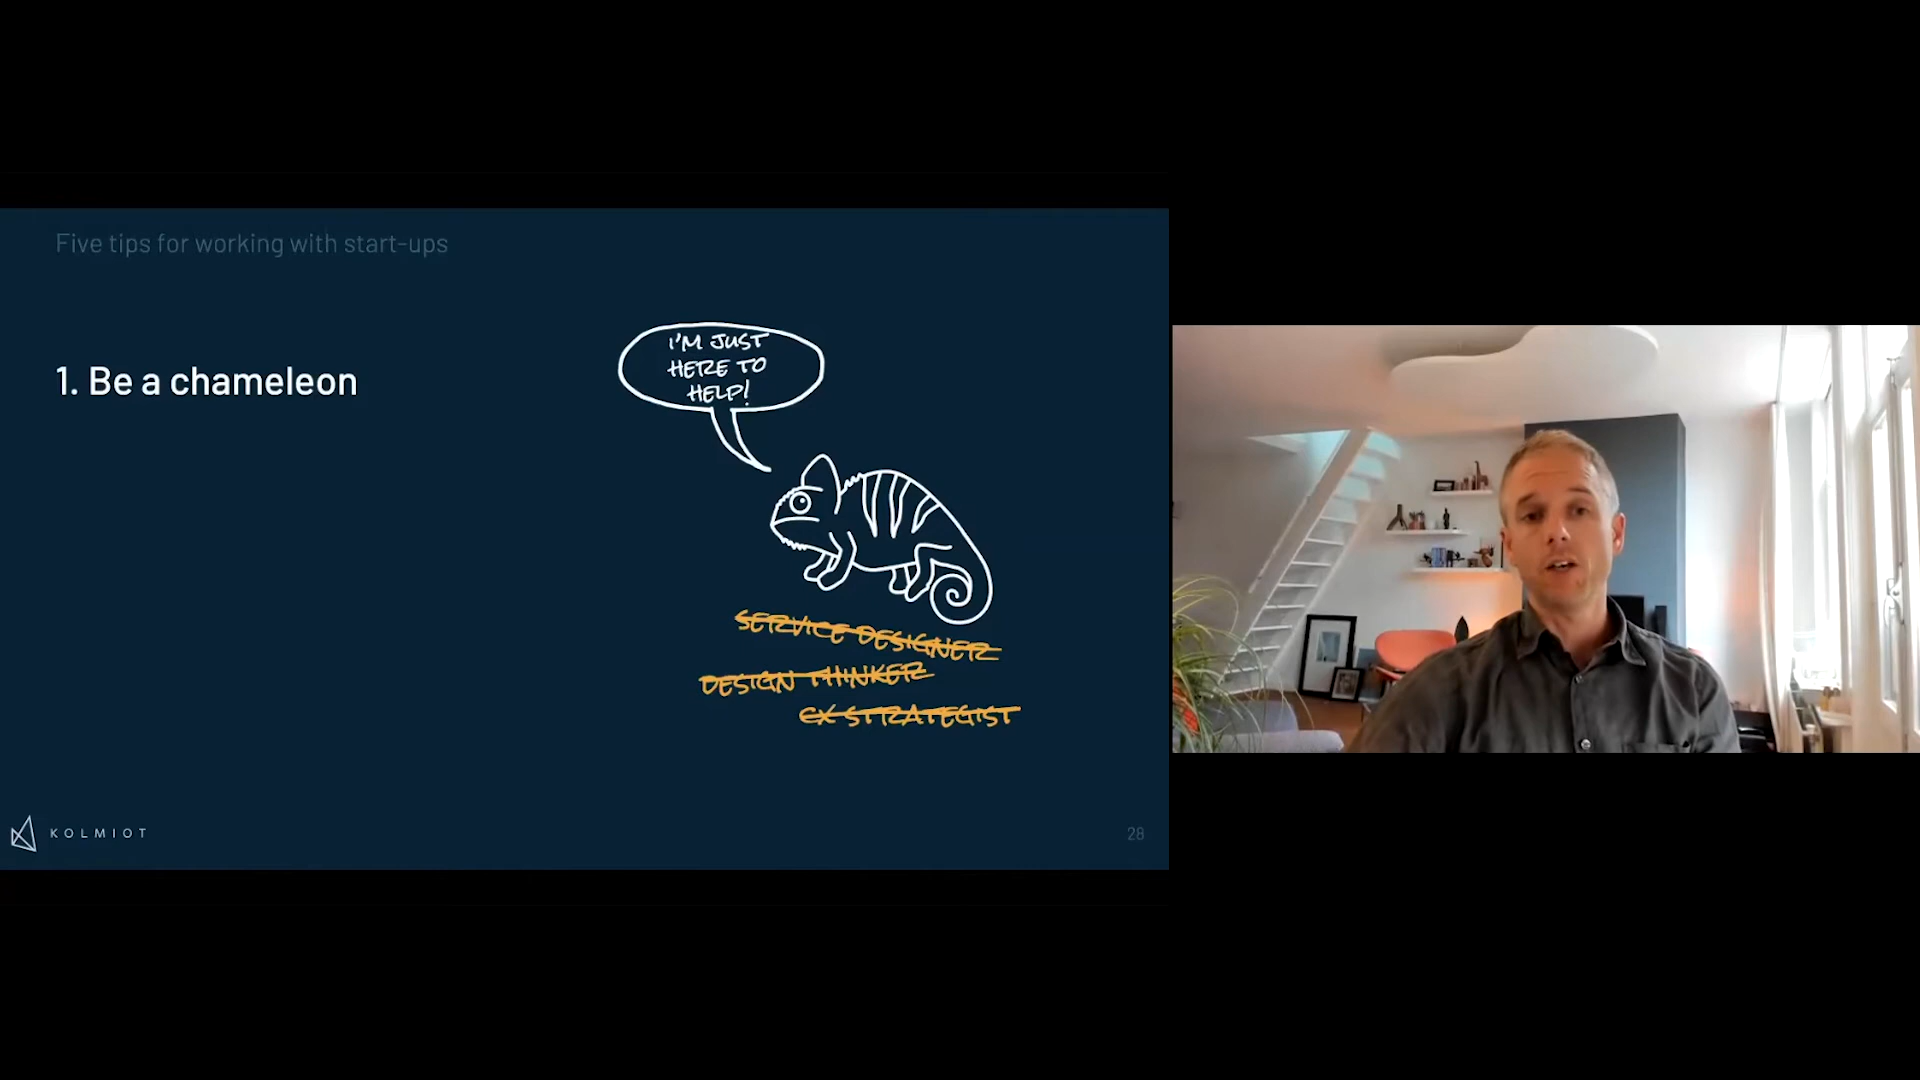 Five tips for working with start-ups
1. Be a chameleon
I'M JUST
HERE TO
HELP!
SERVICE DESIGNER
DESIGN THINKER
CX STRATEGIST
KOLMIOT
28